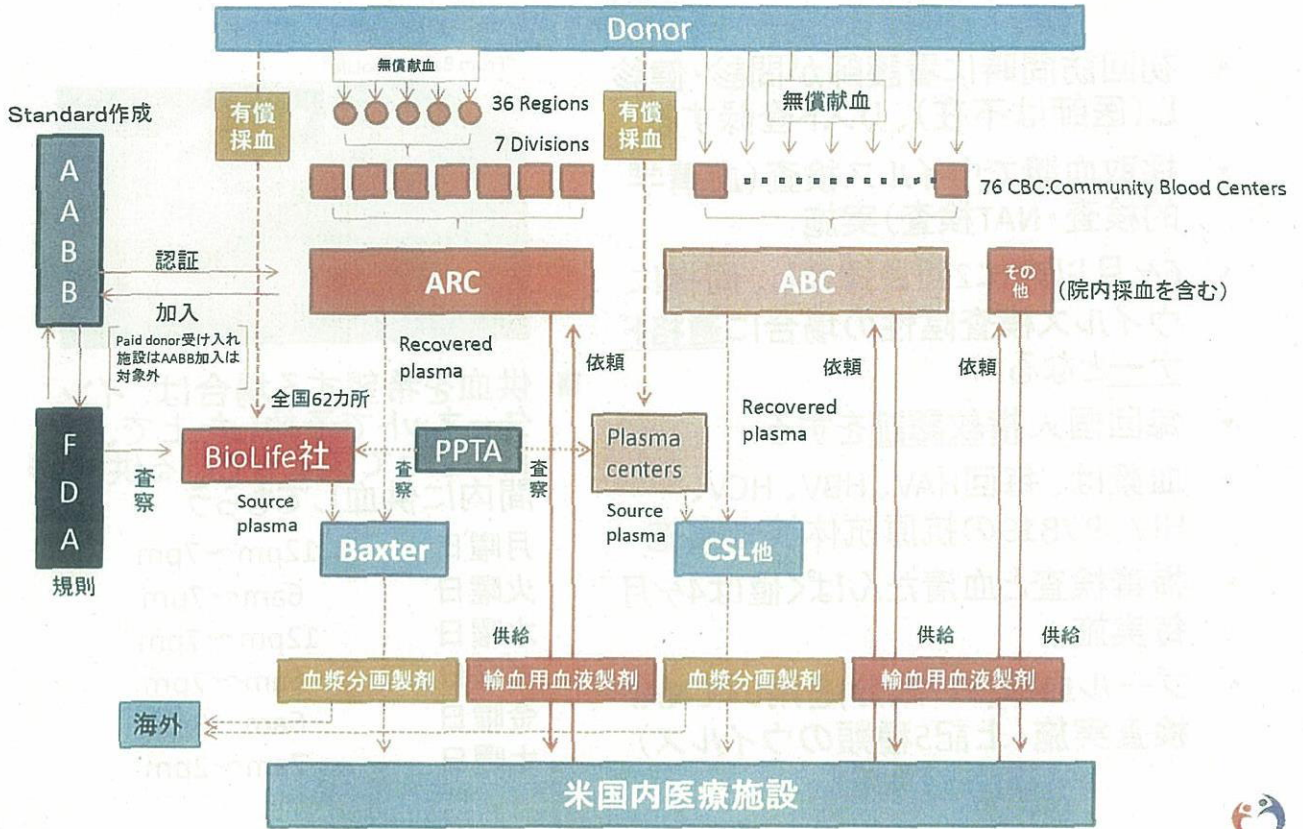 Donor
無償献血
Standard作成
有償
採血
36 Regions
7 Divisions
有償
採血
無償献血
76 CBC:Community Blood Centers
A
A
B
B
認証
加入
Paid donor受け入れ
施設はAABB加入は
対象外
ARC
ABC
その
他
(院内採血を含む)
Recovered
plasma
依頼
依頼
依頼
Recovered
plasma
全国62カ所
F
D
A
規則
査察
BioLife社
PPTA
査察
査察
Plasma
centers
Source
plasma
Source
plasma
Baxter
CSL他
供給
供給
供給
血漿分画製剤
輸血用血液製剤
血漿分画製剤
輸血用血液製剤
海外
米国内医療施設